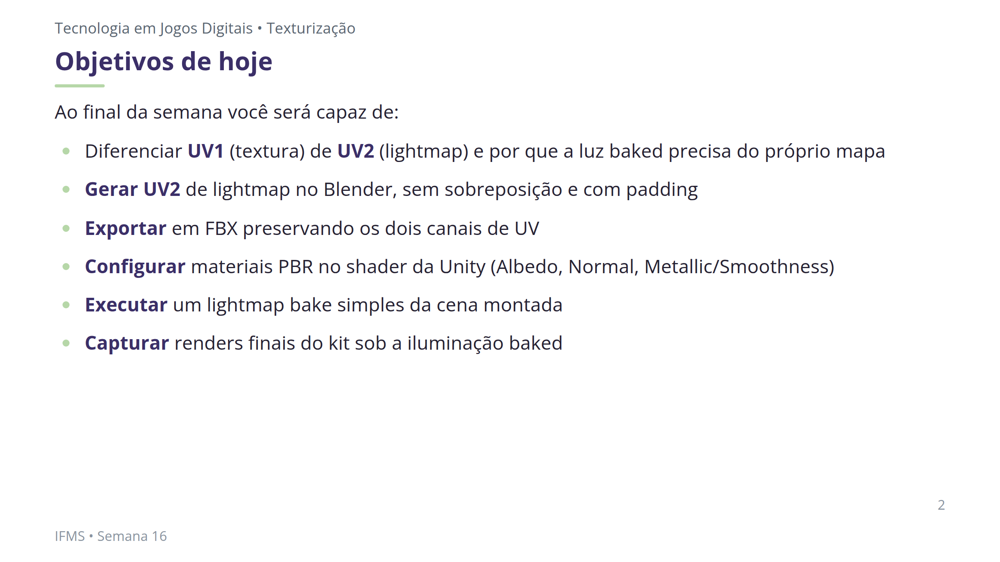 Tecnologia em Jogos Digitais • Texturização
Objetivos de hoje
Ao final da semana você será capaz de:
• Diferenciar UV1 (textura) de UV2 (lightmap) e por que a luz baked precisa do próprio mapa
• Gerar UV2 de lightmap no Blender, sem sobreposição e com padding
• Exportar em FBX preservando os dois canais de UV
• Configurar materiais PBR no shader da Unity (Albedo, Normal, Metallic/Smoothness)
• Executar um lightmap bake simples da cena montada
• Capturar renders finais do kit sob a iluminação baked
2
IFMS • Semana 16